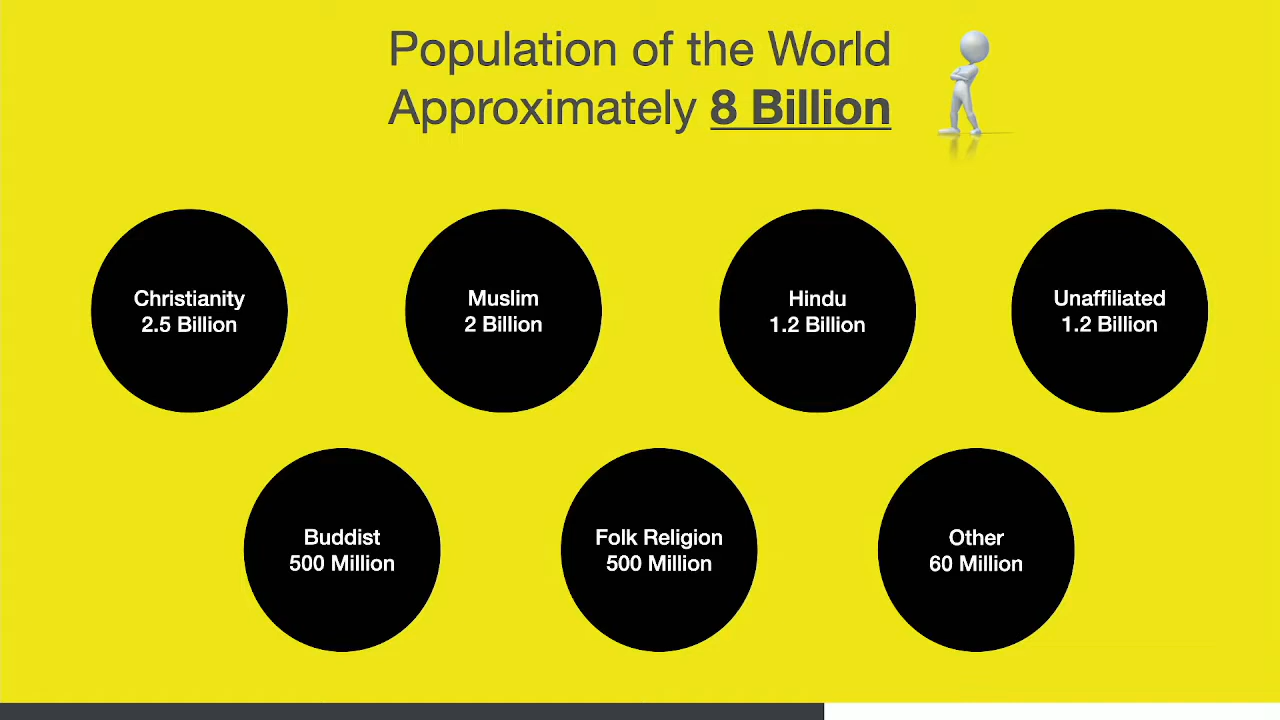 Population of the World
Approximately 8 Billion
Christianity
2.5 Billion
Muslim
2 Billion
Hindu
1.2 Billion
Unaffiliated
1.2 Billion
Buddist
500 Million
Folk Religion
500 Million
Other
60 Million